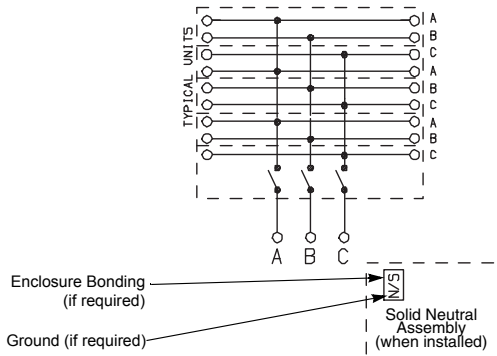 TYPICAL UNITS
A
B
C
A
B
C
A
B
C
A B C
Enclosure Bonding
(if required)
Ground (if required)
N/S
Solid Neutral
Assembly
(when installed)